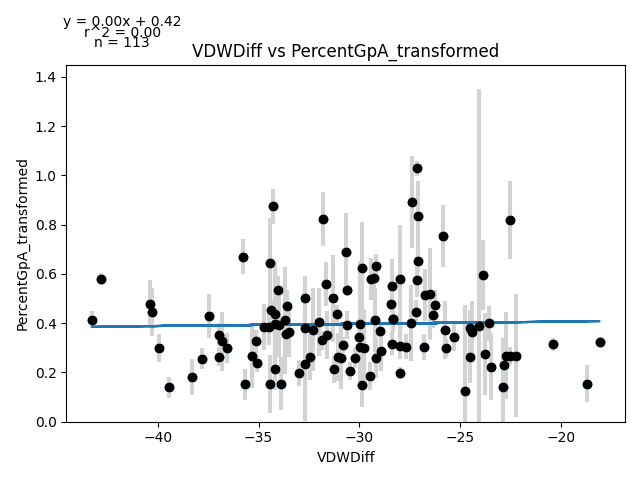 y = 0.00x + 0.42
r^2 = 0.00
n = 113
VDWDiff vs PercentGpA_transformed
1.4
1.2
1.0
0.8
0.6
0.4
0.2
0.0
PercentGpA_transformed
−40
−35
−30
−25
−20
VDWDiff